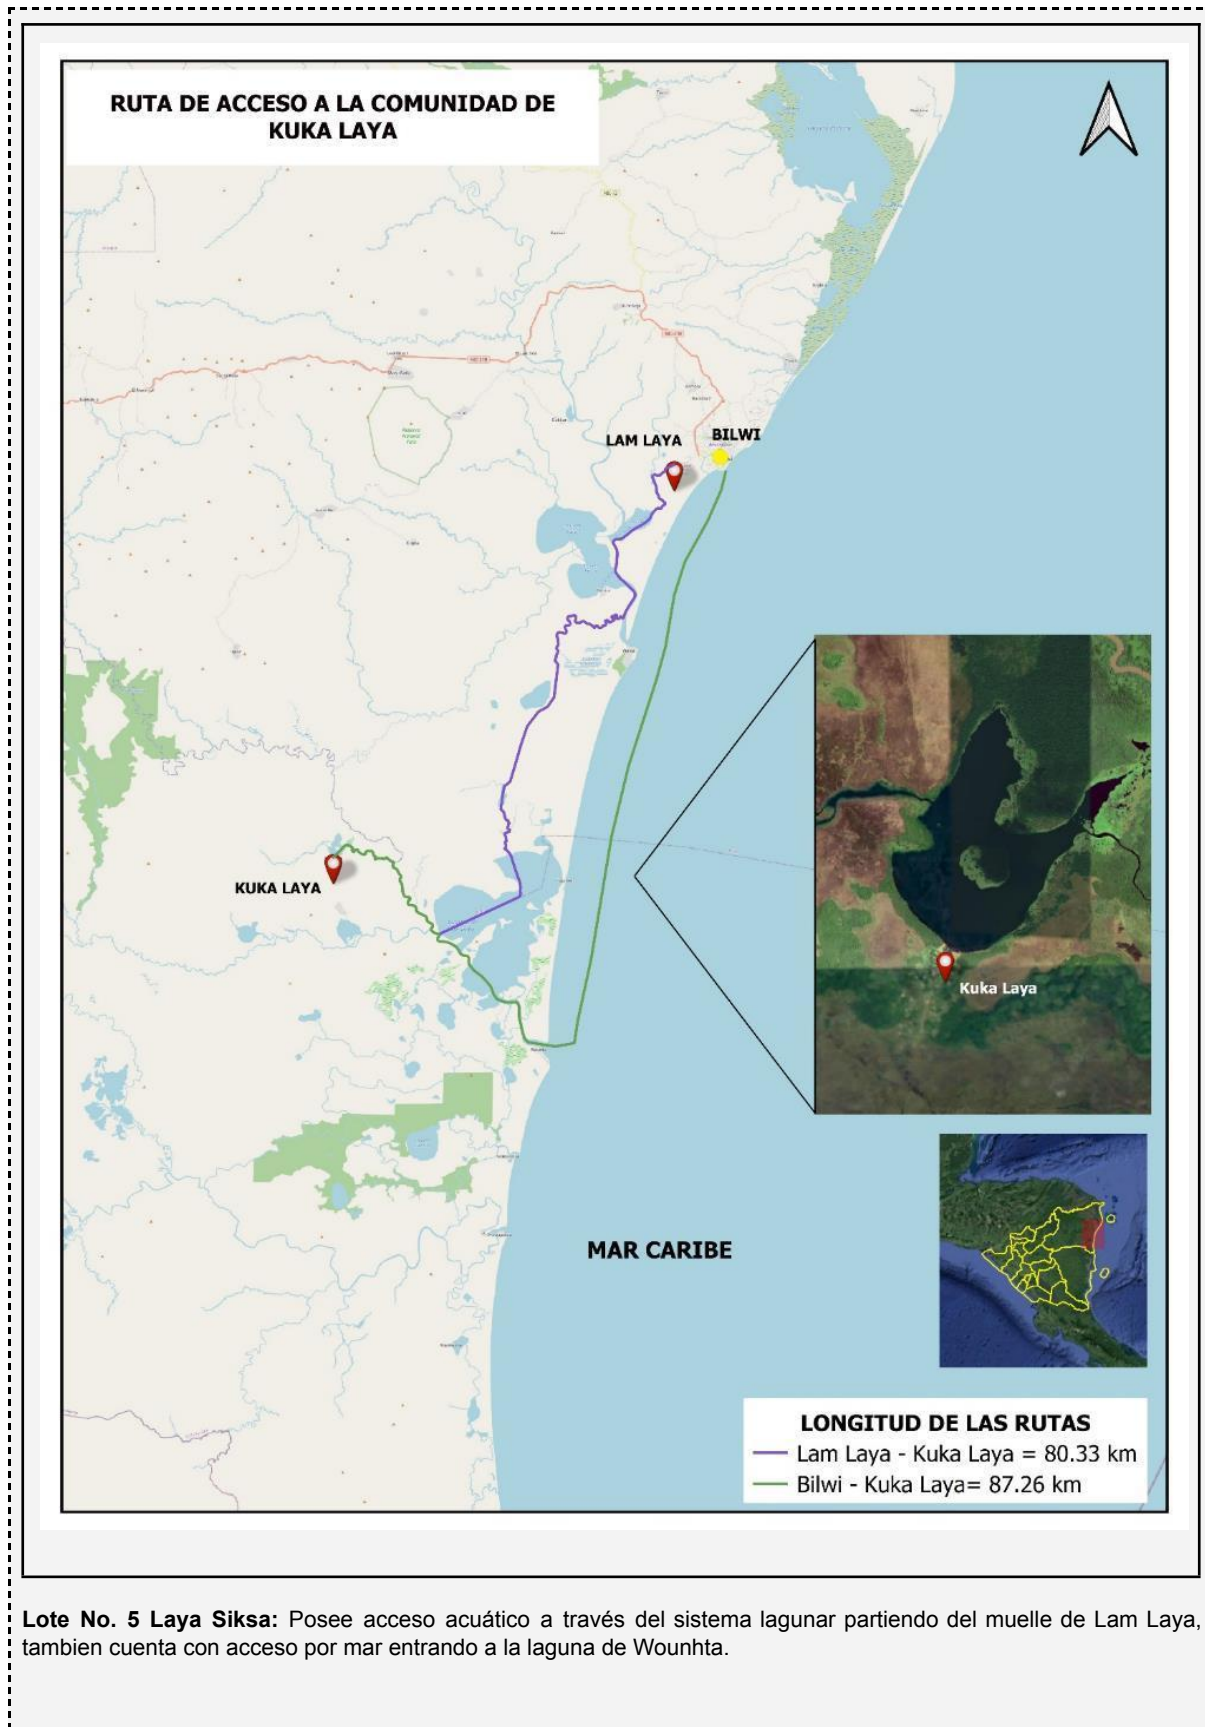 RUTA DE ACCESO A LA COMUNIDAD DE
KUKA LAYA
LAM LAYA
BILWI
KUKA LAYA
Kuka Laya
MAR CARIBE
LONGITUD DE LAS RUTAS
Lam Laya - Kuka Laya = 80.33 km
Bilwi - Kuka Laya= 87.26 km
Lote No. 5 Laya Siksa: Posee acceso acuático a través del sistema lagunar partiendo del muelle de Lam Laya,
tambien cuenta con acceso por mar entrando a la laguna de Wounhta.